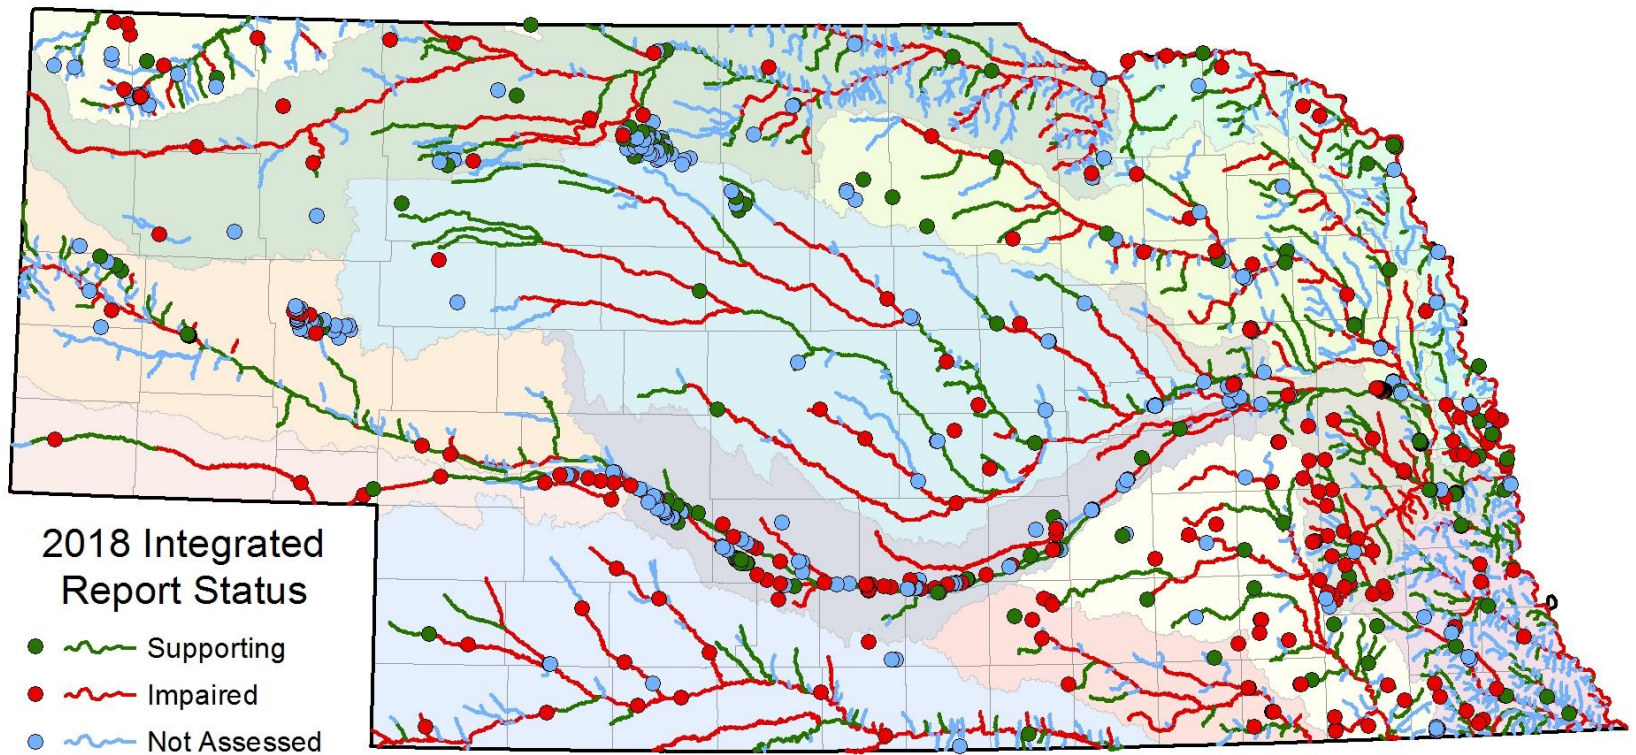 2018 Integrated
Report Status
Supporting
Impaired
Not Assessed